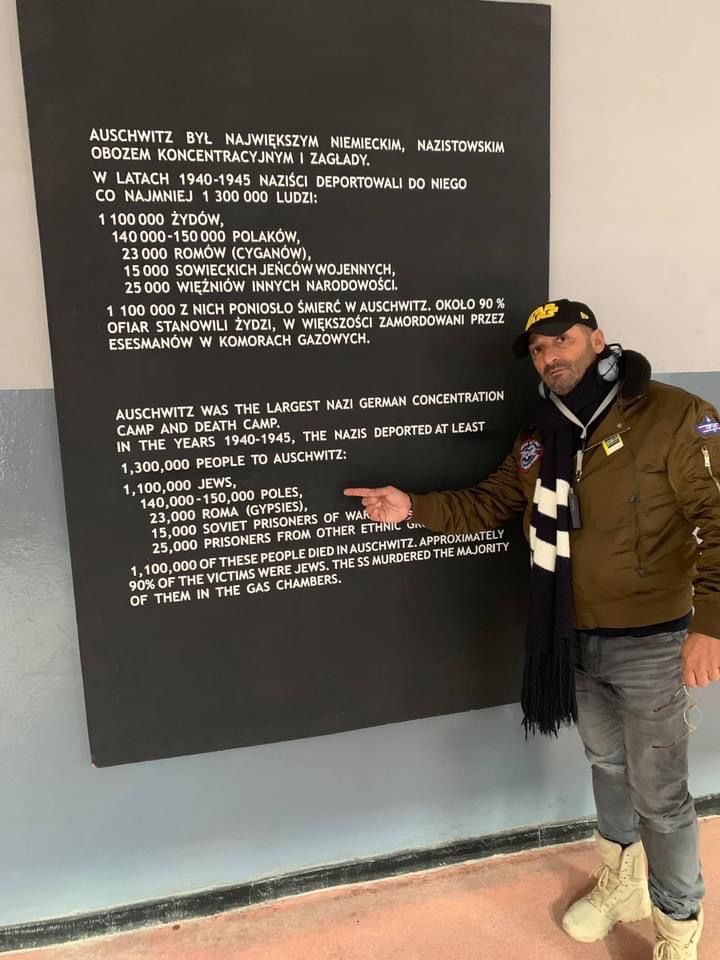 AUSCHWITZ BYŁ NAJWIĘKSZYM NIEMIECKIM, NAZISTOWSKIM
OBOZEM KONCENTRACYJNYM I ZAGŁADY.
W LATACH 1940-1945 NAZIŚCI DEPORTOWALI DO NIEGO
CO NAJMNIEJ 1 300 000 LUDZI:
1 100 000 ŻYDÓW,
140 000-150 000 POLAKÓW,
23 000 ROMÓW (CYGANÓW),
15 000 SOWIECKICH JEŃCÓW WOJENNYCH,
25 000 WIĘŹNIÓW INNYCH NARODOWOŚCI.
1 100 000 Z NICH PONIOSŁO ŚMIERĆ W AUSCHWITZ. OKOŁO 90 %
OFIAR STANOWILI ŻYDZI, W WIĘKSZOŚCI ZAMORDOWANI PRZEZ
ESESMANÓW W KOMORACH GAZOWYCH.
AUSCHWITZ WAS THE LARGEST NAZI GERMAN CONCENTRATION
CAMP AND DEATH CAMP.
IN THE YEARS 1940-1945, THE NAZIS DEPORTED AT LEAST
1,300,000 PEOPLE TO AUSCHWITZ:
1,100,000 JEWS,
140,000-150,000 POLES,
23,000 ROMA (GYPSIES),
15,000 SOVIET PRISONERS OF WAR
25,000 PRISONERS FROM OTHER ETHNIC
1,100,000 OF THESE PEOPLE DIED IN AUSCHWITZ. APPROXIMATELY
90% OF THE VICTIMS WERE JEWS. THE SS MURDERED THE MAJORITY
OF THEM IN THE GAS CHAMBERS.
STAR
WARS